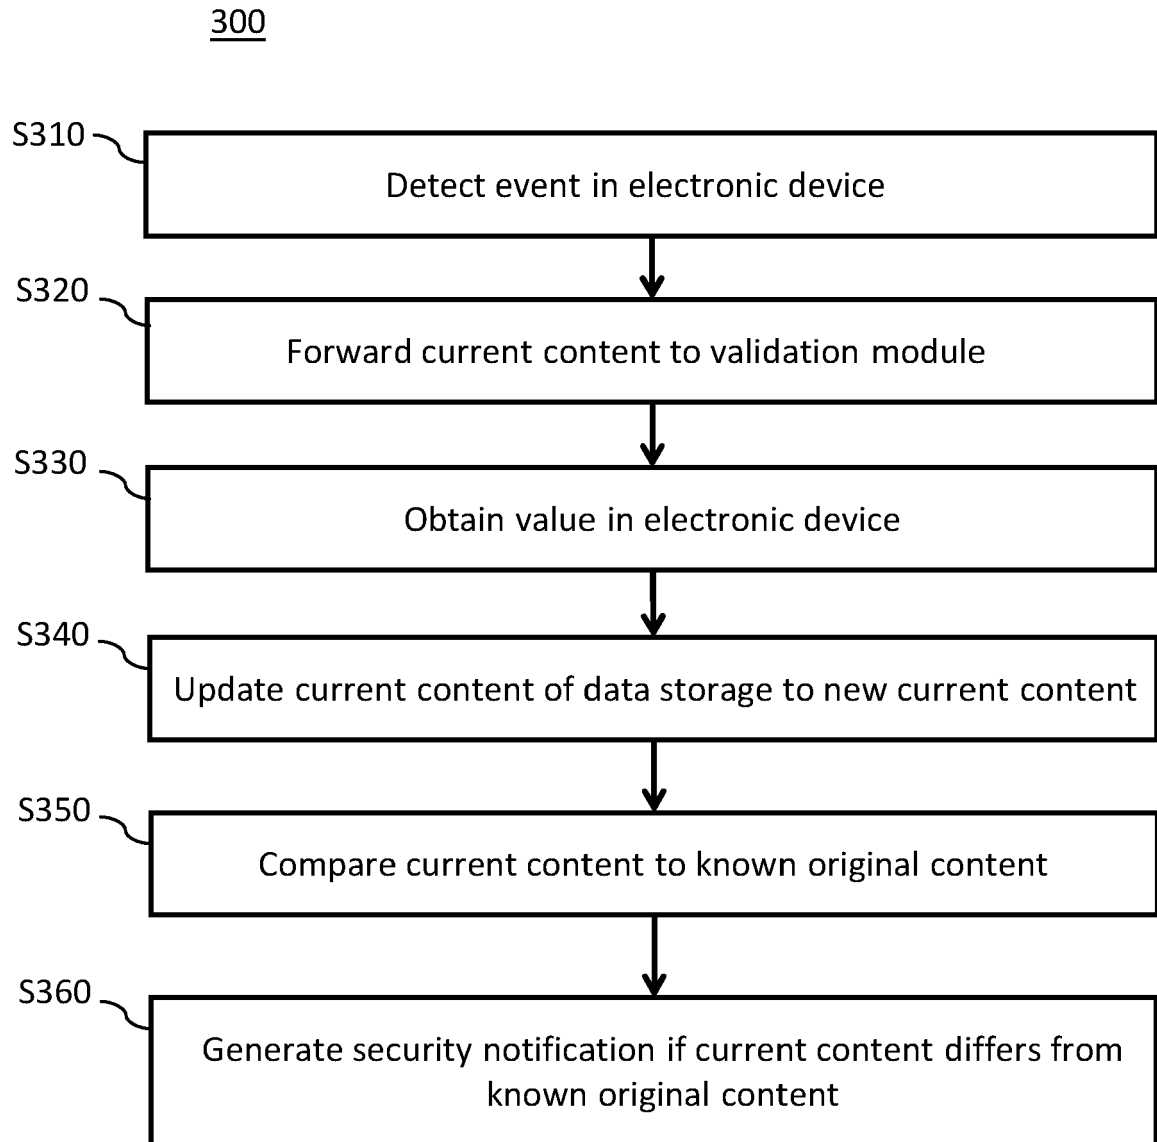 300
S310
Detect event in electronic device
S320
Forward current content to validation module
S330
Obtain value in electronic device
S340
Update current content of data storage to new current content
S350
Compare current content to known original content
S360
Generate security notification if current content differs from
known original content